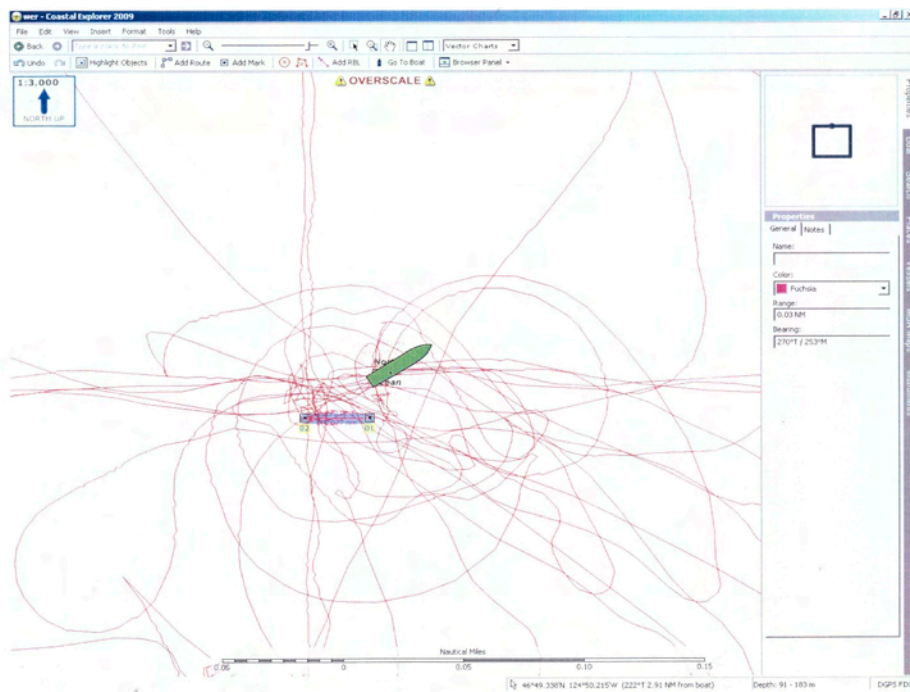 wer - Coastal Explorer 2009
File Edit View Insert Format Tools Help
Back Vector Charts
Undo Highlight Objects Add Route Add Mark Add RBL Go To Boat Browser Panel
1:3,000
NORTH UP
OVERSCALE
Properties
General Notes
Name:
Color:
Fuchsia
Range:
0.03 NM
Bearing:
270°T / 253°M
02 01
Nautical Miles
0.05 0 0.05 0.10 0.15
46°49.338'N 124°50.215'W (222°T 2.91 NM from boat) Depth: 91 - 183 m DGPS FD
Properties